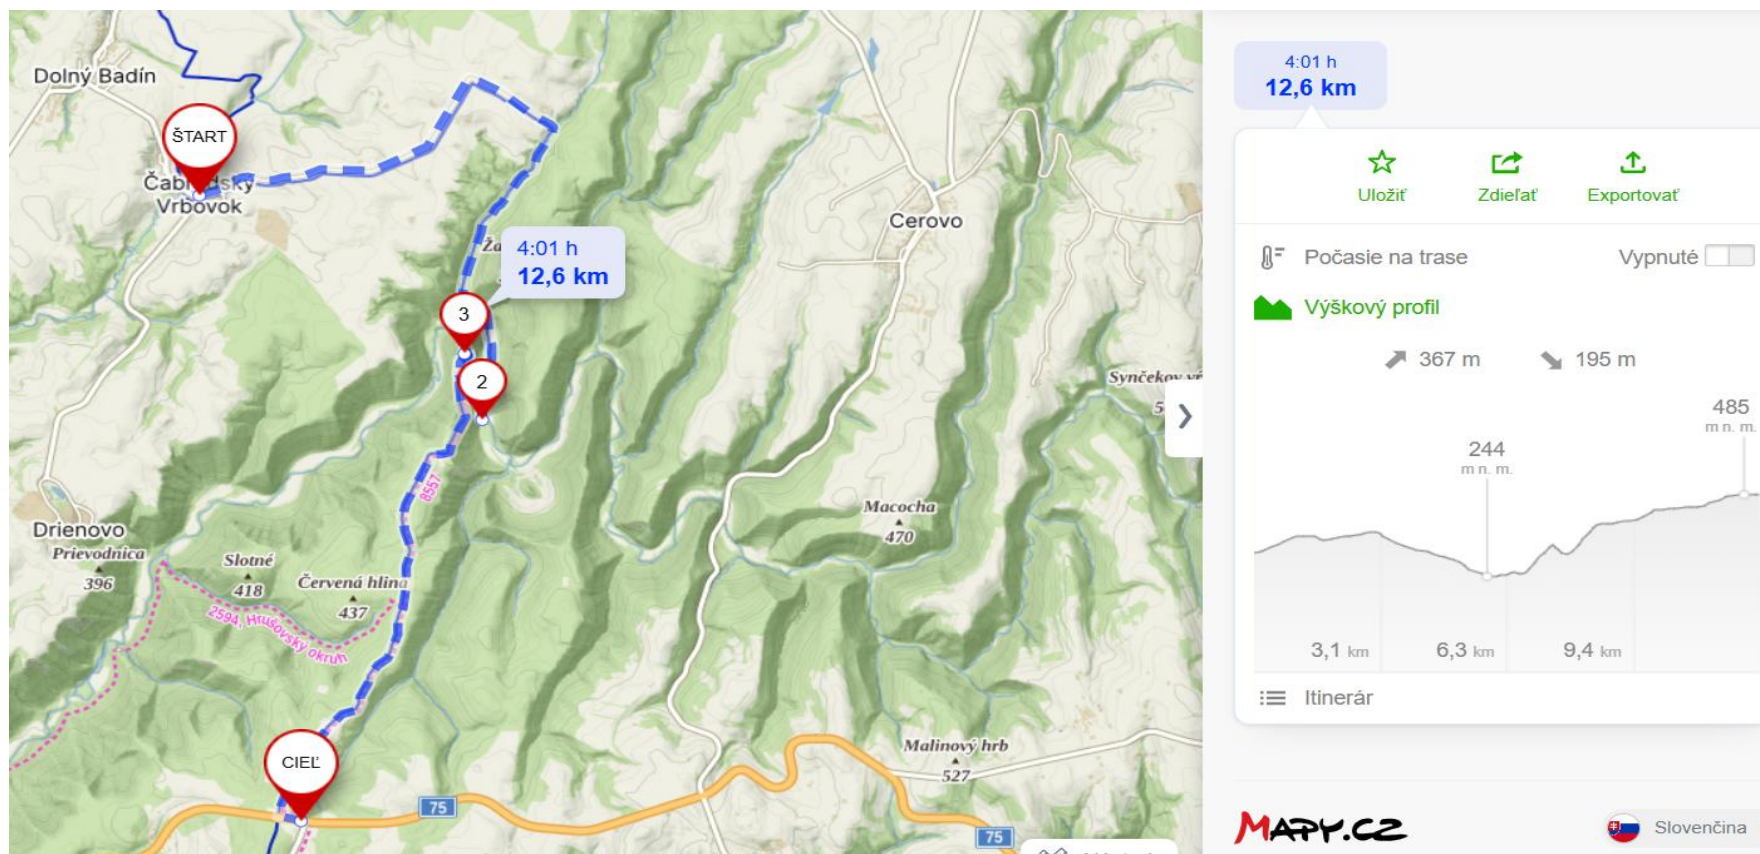 Dolný Badín
ŠTART
Vrbovok
4:01 h
12,6 km
3
2
Cerovo
8557
Drienovo
Prievodnica
396
Slotné
418
Červená hlina
437
2594, Hrušovský okruh
Macocha
470
Malinový hrb
527
CIEĽ
75
75
4:01 h
12,6 km
Uložiť
Zdieľať
Exportovať
Počasie na trase
Vypnuté
Výškový profil
367 m
195 m
485
m n. m.
244
m n. m.
3,1 km
6,3 km
9,4 km
Itinerár
MAPY.CZ
Slovenčina